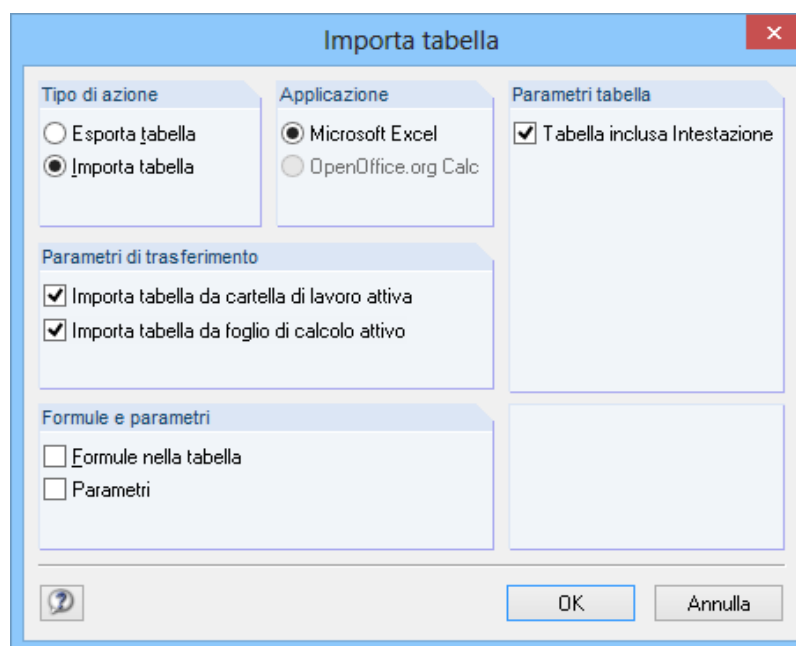 Importa tabella
Tipo di azione
Esporta tabella
Importa tabella
Applicazione
Microsoft Excel
OpenOffice.org Calc
Parametri tabella
Tabella inclusa Intestazione
Parametri di trasferimento
Importa tabella da cartella di lavoro attiva
Importa tabella da foglio di calcolo attivo
Formule e parametri
Formule nella tabella
Parametri
OK
Annulla